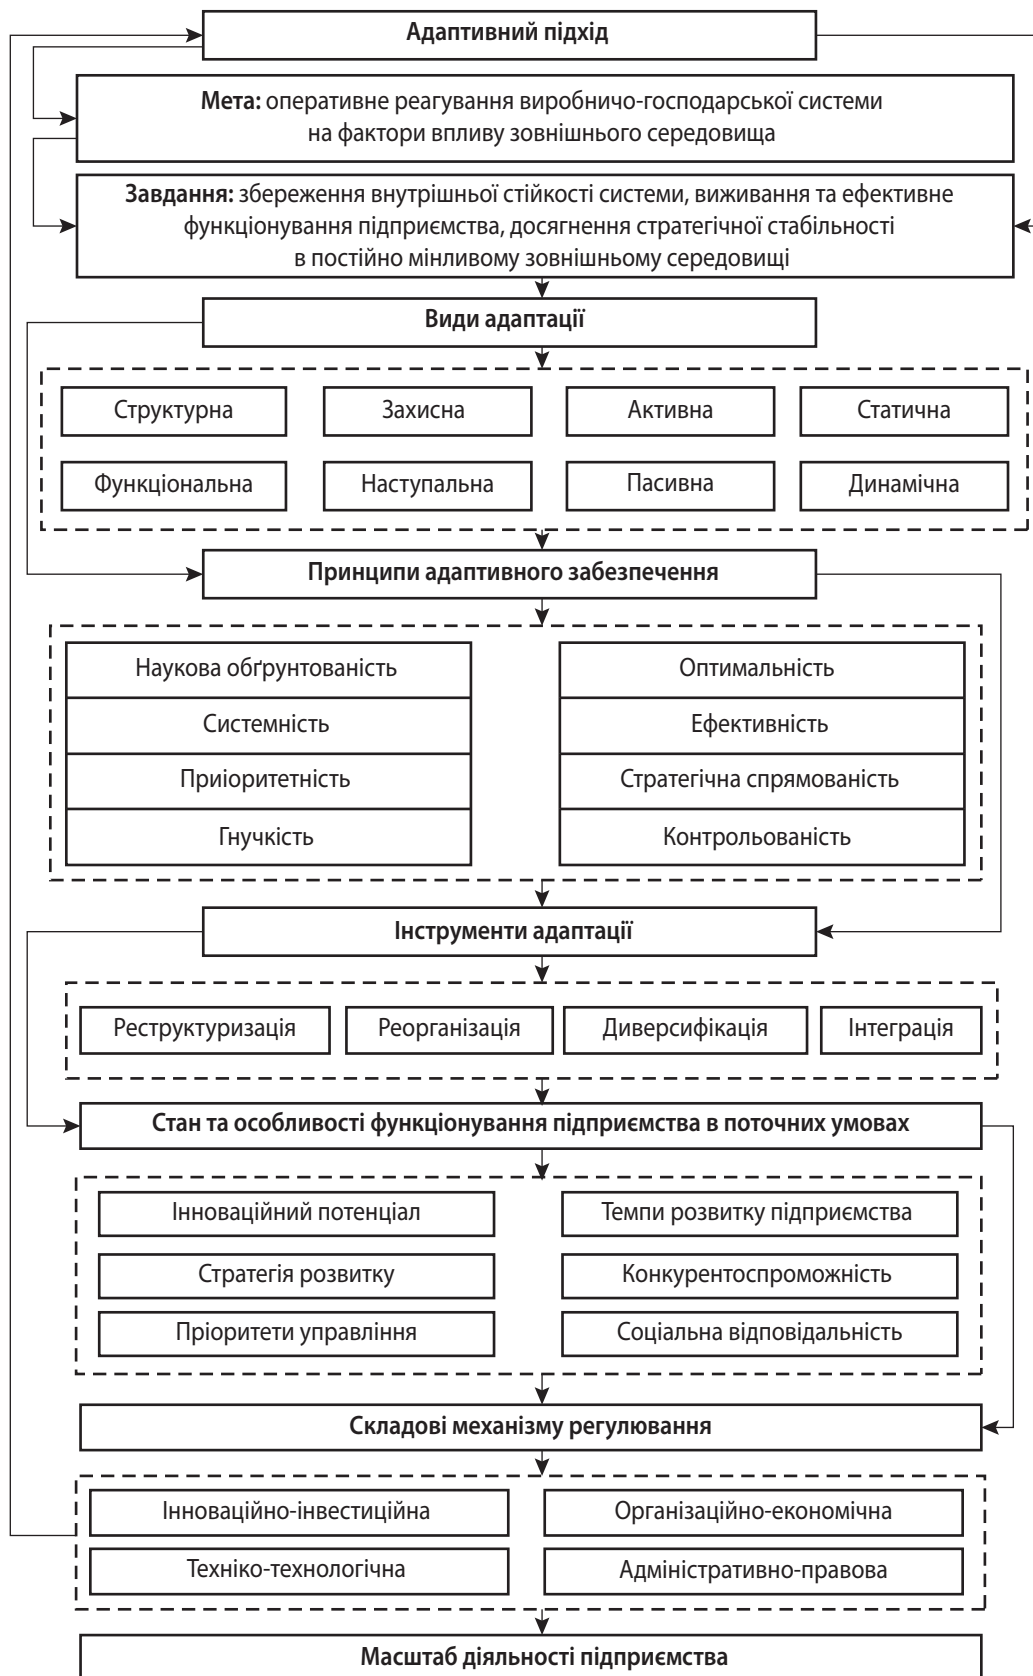 Адаптивний підхід
Мета: оперативне реагування виробничо-господарської системи
на фактори впливу зовнішнього середовища
Завдання: збереження внутрішньої стійкості системи, виживання та ефективне
функціонування підприємства, досягнення стратегічної стабільності
в постійно мінливому зовнішньому середовищі
Види адаптації
Структурна
Захисна
Активна
Статична
Функціональна
Наступальна
Пасивна
Динамічна
Принципи адаптивного забезпечення
Наукова обґрунтованість
Оптимальність
Системність
Ефективність
Приіоритетність
Стратегічна спрямованість
Гнучкість
Контрольованість
Інструменти адаптації
Реструктуризація
Реорганізація
Диверсифікація
Інтеграція
Стан та особливості функціонування підприємства в поточних умовах
Інноваційний потенціал
Темпи розвитку підприємства
Стратегія розвитку
Конкурентоспроможність
Пріоритети управління
Соціальна відповідальність
Складові механізму регулювання
Інноваційно-інвестиційна
Організаційно-економічна
Техніко-технологічна
Адміністративно-правова
Масштаб діяльності підприємства